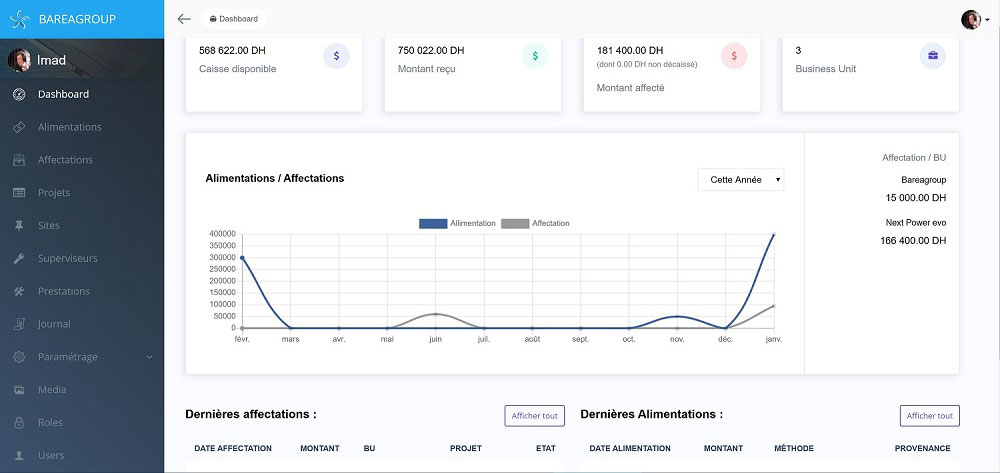 BAREAGROUP
Dashboard
Imad
Dashboard
Alimentations
Affectations
Projets
Sites
Superviseurs
Prestations
Journal
Paramétrage
Media
Roles
Users
568 622.00 DH
$
Caisse disponible
750 022.00 DH
$
Montant reçu
181 400.00 DH
$
(dont 0.00 DH non décaissé)
Montant affecté
3
Business Unit
Alimentations / Affectations
Cette Année
Allimentation Affectation
400000
350000
300000
250000
200000
150000
100000
50000
0
févr. mars avr. mai juin juil. août sept. oct. nov. déc. janv.
Affectation / BU
Bareagroup
15 000.00 DH
Next Power evo
166 400.00 DH
Dernières affectations :
Afficher tout
DATE AFFECTATION MONTANT BU PROJET ETAT
Dernières Alimentations :
Afficher tout
DATE ALIMENTATION MONTANT MÉTHODE PROVENANCE